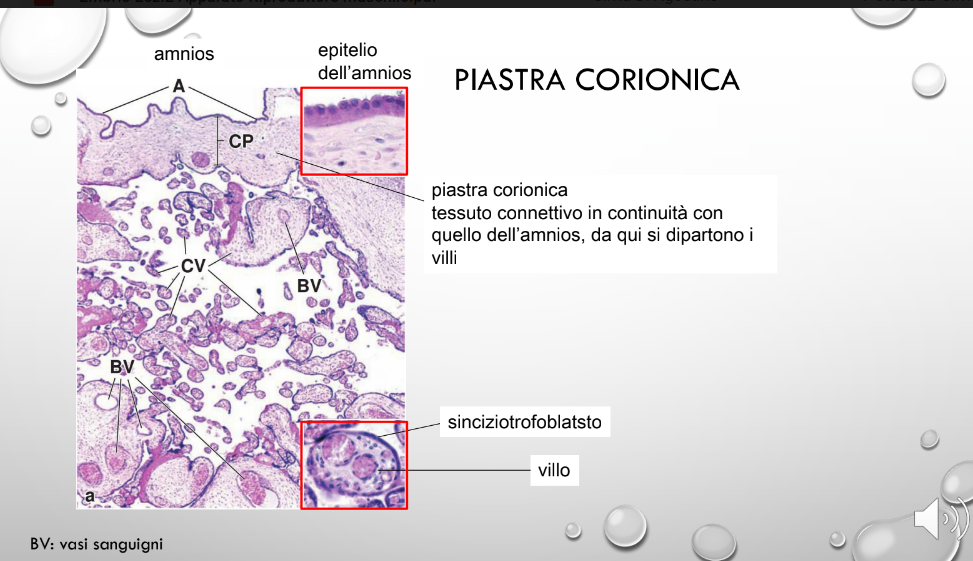 amnios
epitelio
dell'amnios
PIASTRA CORIONICA
A
CP
piastra corionica
tessuto connettivo in continuità con
quello dell'amnios, da qui si dipartono i
villi
CV
BV
BV
sinciziotrofoblatsto
villo
a
BV: vasi sanguigni